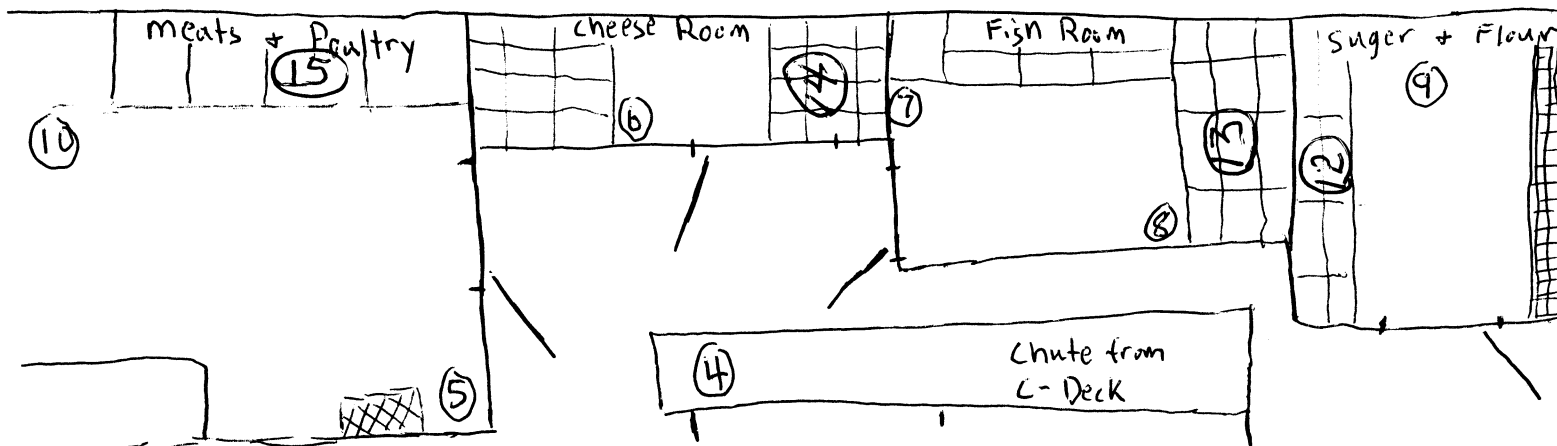 meats + Poultry
15
10
5
Cheese Room
6
14
7
Fish Room
8
13
Suger + Flour
9
12
4
Chute from
C-Deck